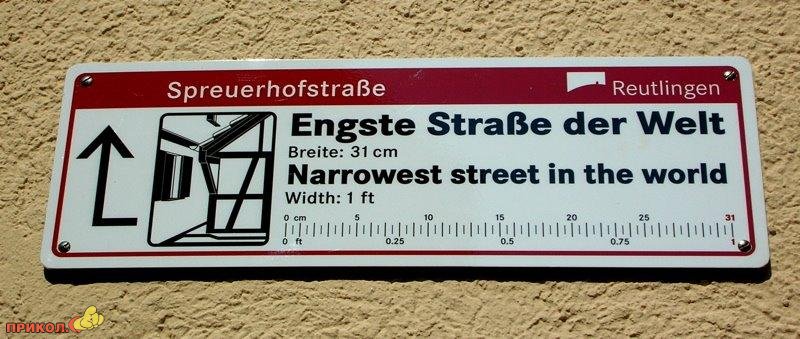 Spreuerhofstraße
Reutlingen
Engste Straße der Welt
Breite: 31 cm
Narrowest street in the world
Width: 1 ft
0 cm 5 10 15 20 25 31
0 ft 0.25 0.5 0.75 1
ПРИКОЛ.